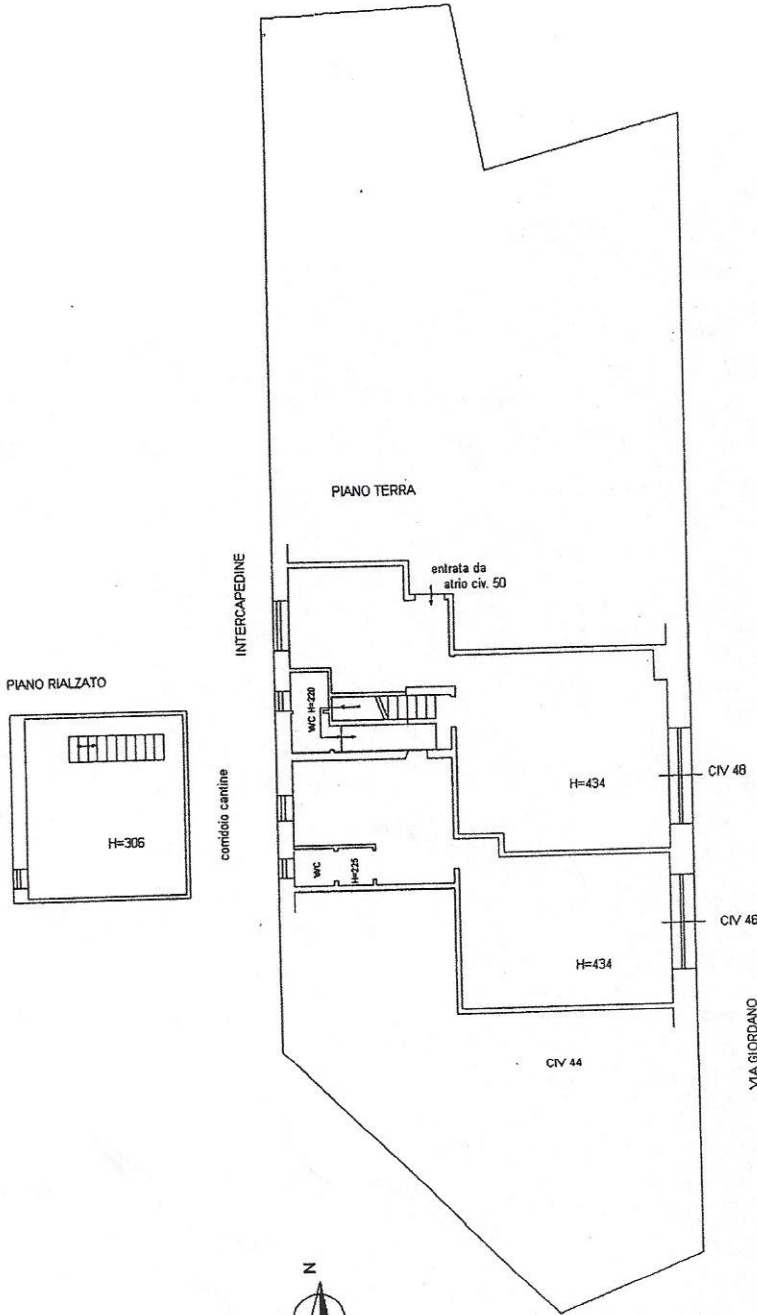 PIANO TERRA
INTERCAPEDINE
entrata da
atrio civ. 50
PIANO RIALZATO
WC H=220
H=434
CIV 48
corridoio cantine
H=306
WC
H=225
CIV 46
H=434
VIA GIORDANO
CIV 44
N